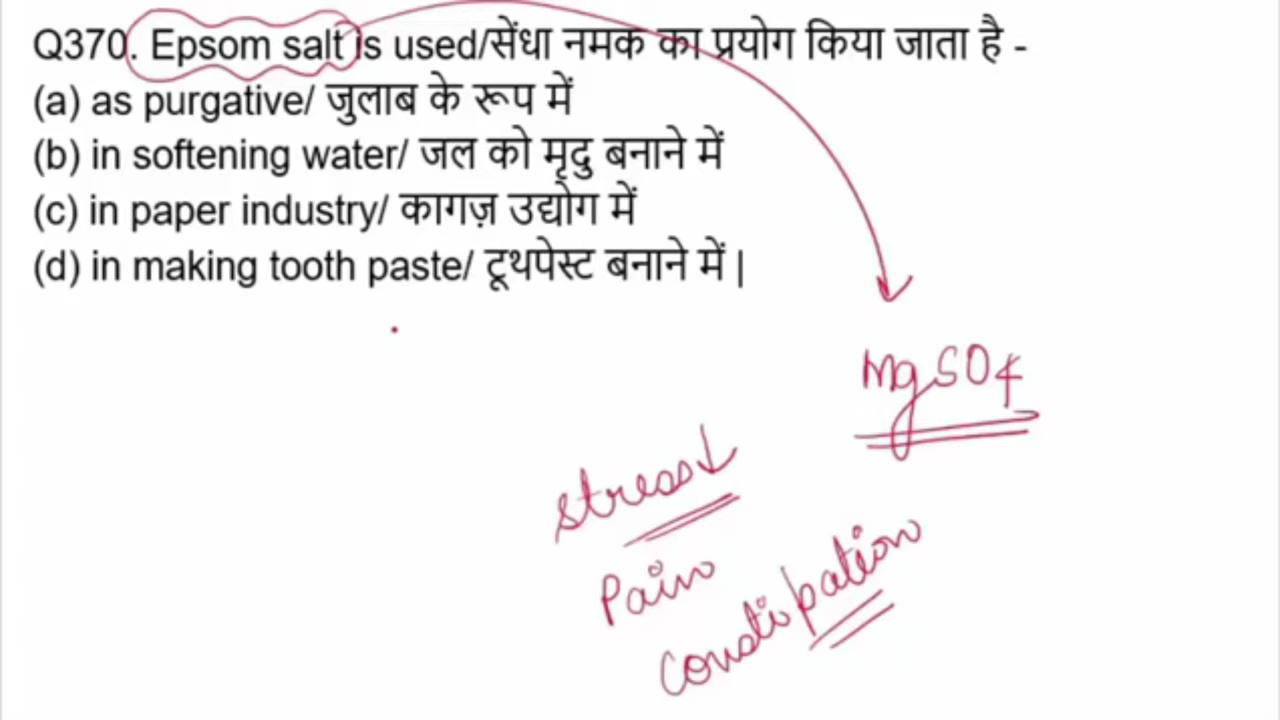 Q370. Epsom salt is used/सेंधा नमक का प्रयोग किया जाता है -
(a) as purgative/ जुलाब के रूप में
(b) in softening water/ जल को मृदु बनाने में
(c) in paper industry/ कागज़ उद्योग में
(d) in making tooth paste/ टूथपेस्ट बनाने में |
MgSO4
stress↓
Pain
constipation